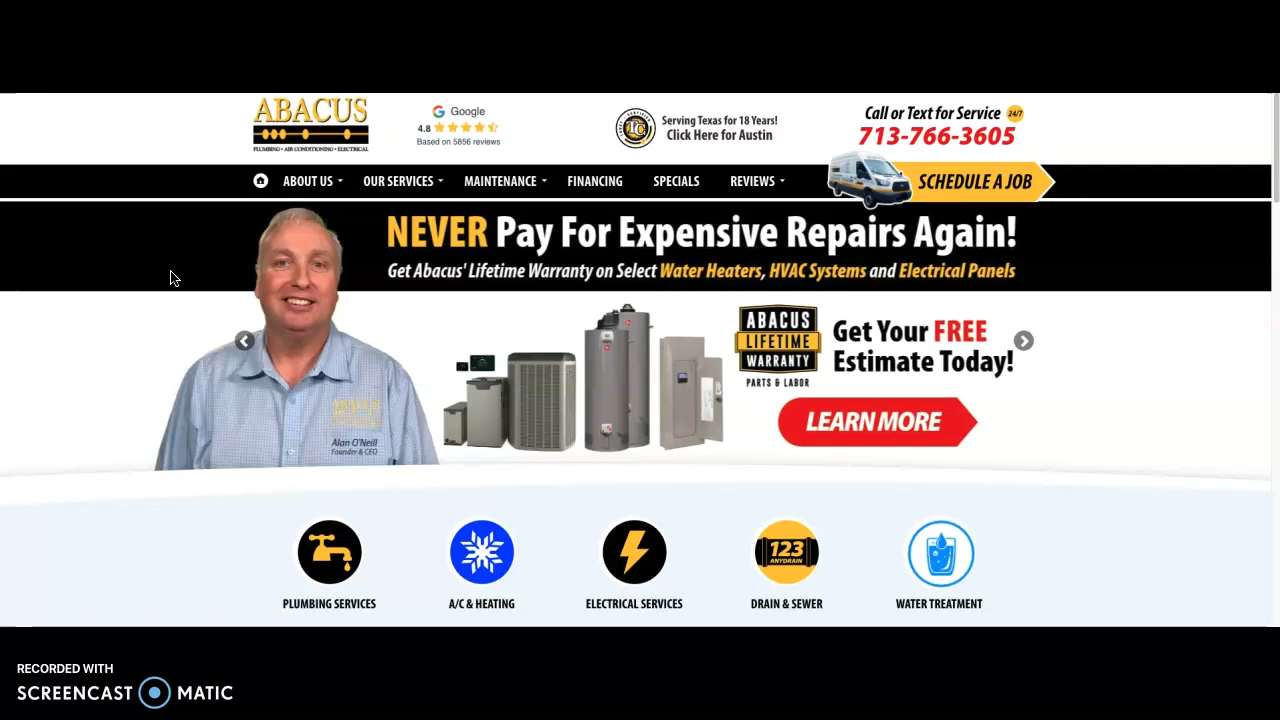 ABACUS
PLUMBING • AIR CONDITIONING • ELECTRICAL
Google
4.8
Based on 5856 reviews
Serving Texas for 18 Years!
Click Here for Austin
Call or Text for Service 24/7
713-766-3605
ABOUT US
OUR SERVICES
MAINTENANCE
FINANCING
SPECIALS
REVIEWS
SCHEDULE A JOB
NEVER Pay For Expensive Repairs Again!
Get Abacus' Lifetime Warranty on Select Water Heaters, HVAC Systems and Electrical Panels
ABACUS
LIFETIME
WARRANTY
PARTS & LABOR
Get Your FREE
Estimate Today!
LEARN MORE
ABACUS
Alan O'Neill
Founder & CEO
123
ANYDRAIN
PLUMBING SERVICES
A/C & HEATING
ELECTRICAL SERVICES
DRAIN & SEWER
WATER TREATMENT
RECORDED WITH
SCREENCAST MATIC